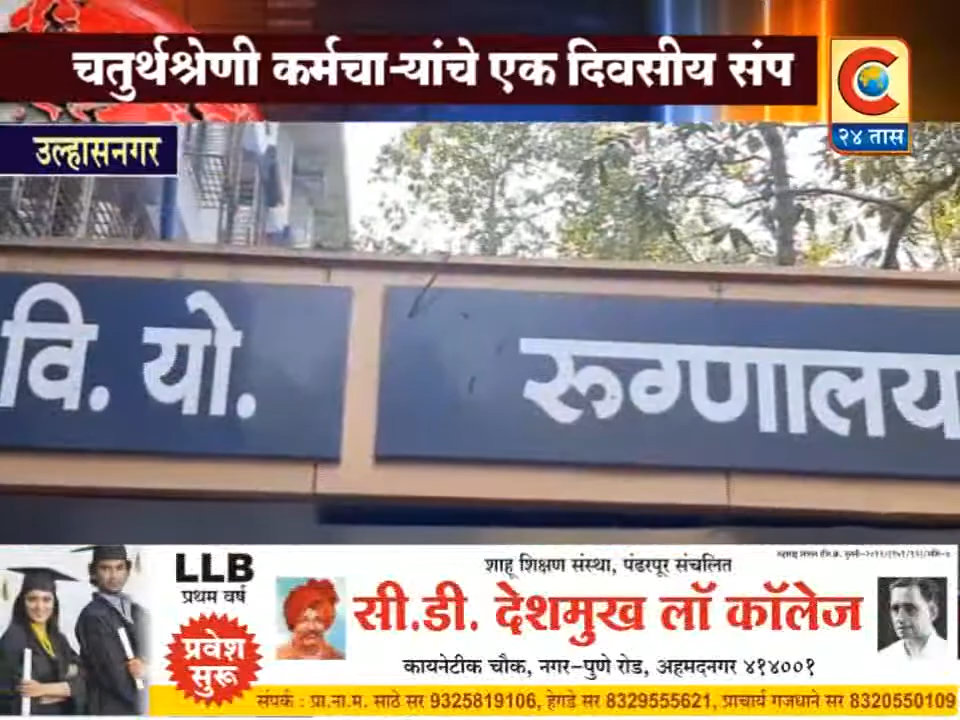 चतुर्थश्रेणी कर्मचा-यांचे एक दिवसीय संप
C
२४ तास
उल्हासनगर
वि. यो.
रूग्णालय
LLB
प्रथम वर्ष
प्रवेश
सुरू
शाहू शिक्षण संस्था, पंढरपूर संचलित
सी.डी. देशमुख लॉ कॉलेज
कायनेटीक चौक, नगर-पुणे रोड, अहमदनगर ४१४००१
संपर्क : प्रा.ना.म. साठे सर 9325819106, हेगडे सर 8329555621, प्राचार्य गजधाने सर 8320550109